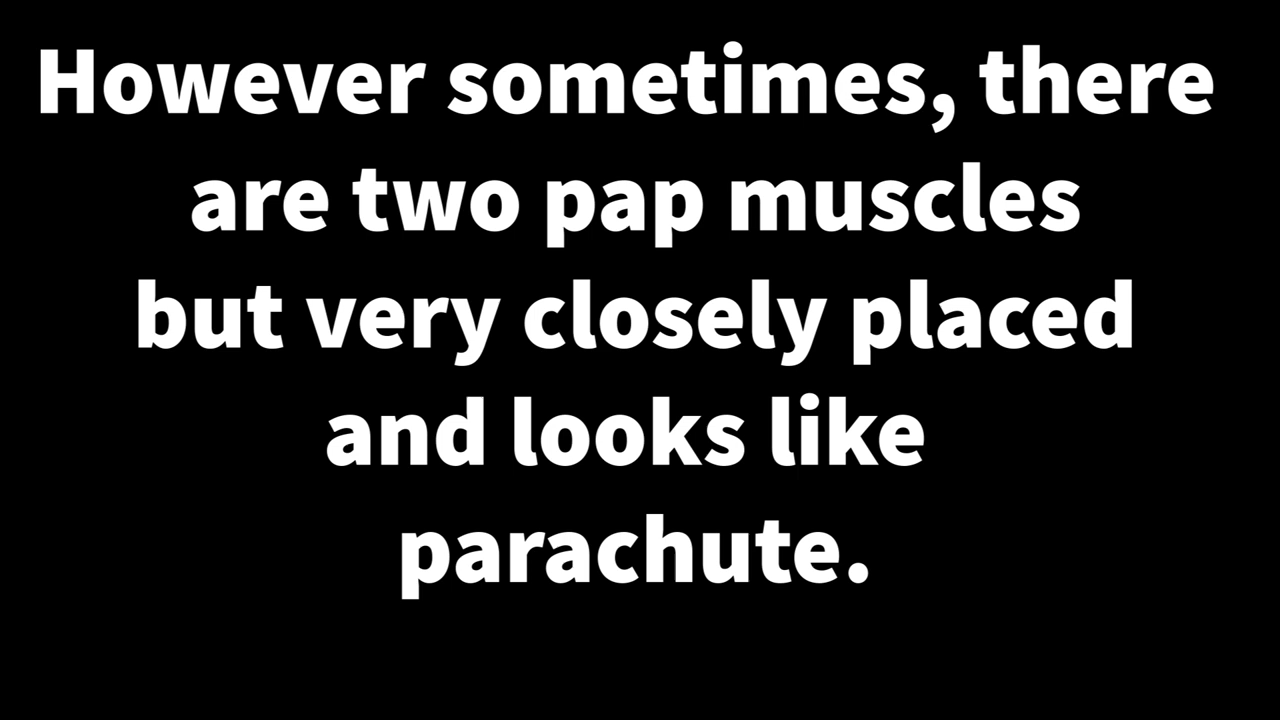 However sometimes, there
are two pap muscles
but very closely placed
and looks like
parachute.